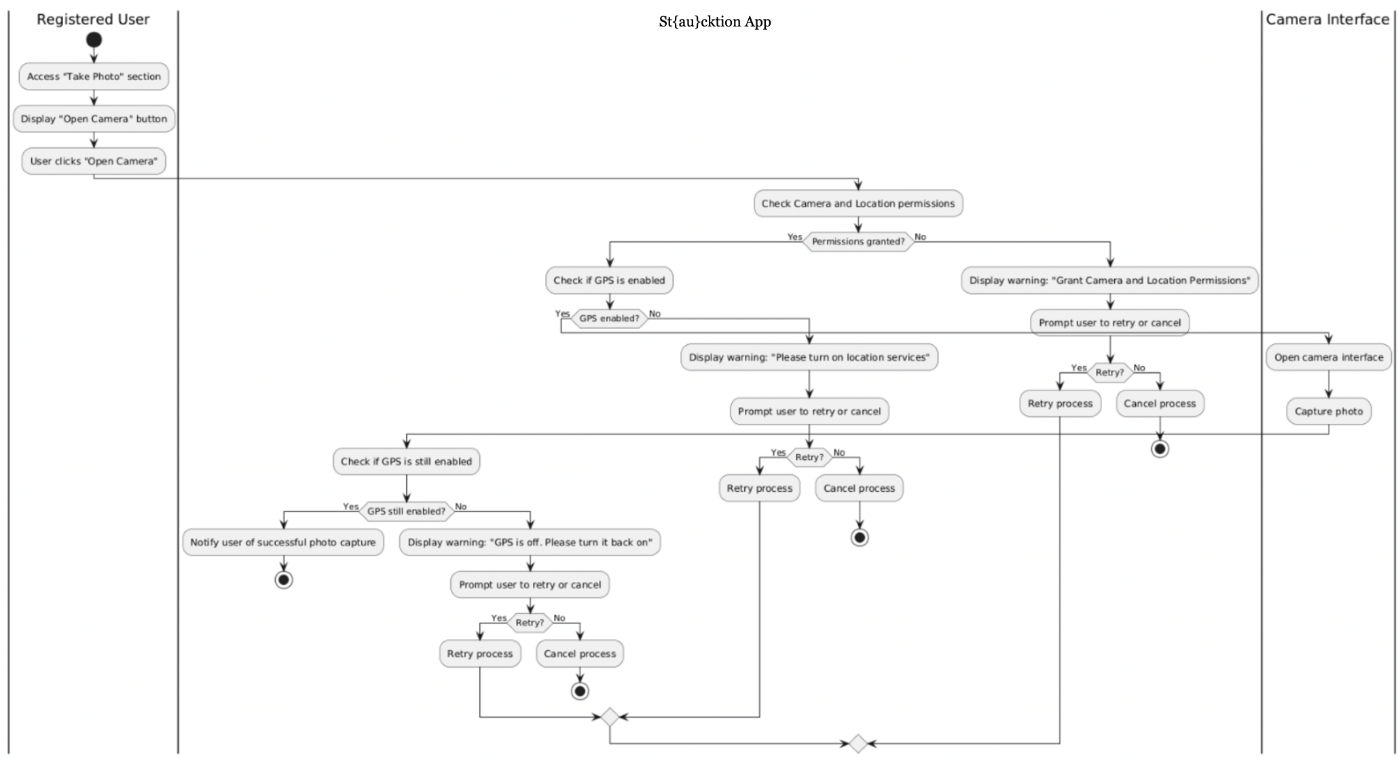 Registered User
St{au}cktion App
Camera Interface
Access "Take Photo" section
Display "Open Camera" button
User clicks "Open Camera"
Check Camera and Location permissions
Yes
Permissions granted?
No
Check if GPS is enabled
Display warning: "Grant Camera and Location Permissions"
Yes
GPS enabled?
No
Prompt user to retry or cancel
Display warning: "Please turn on location services"
Open camera interface
Yes
Retry?
No
Prompt user to retry or cancel
Retry process
Cancel process
Capture photo
Check if GPS is still enabled
Yes
Retry?
No
Retry process
Cancel process
Yes
GPS still enabled?
No
Notify user of successful photo capture
Display warning: "GPS is off. Please turn it back on"
Prompt user to retry or cancel
Yes
Retry?
No
Retry process
Cancel process